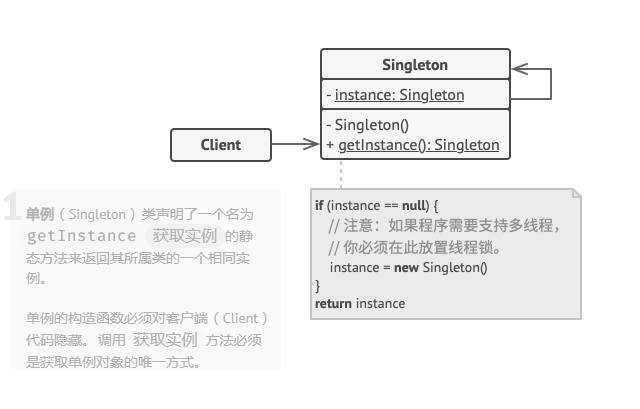 Singleton
- instance: Singleton
- Singleton()
+ getInstance(): Singleton
Client
1
单例（Singleton）类声明了一个名为
getInstance 获取实例 的静
态方法来返回其所属类的一个相同实
例。
单例的构造函数必须对客户端（Client）
代码隐藏。调用 获取实例 方法必须
是获取单例对象的唯一方式。
if (instance == null) {
// 注意：如果程序需要支持多线程，
// 你必须在此放置线程锁。
instance = new Singleton()
}
return instance